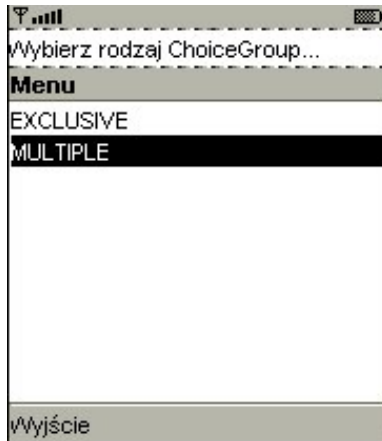 Wybierz rodzaj ChoiceGroup...
Menu
EXCLUSIVE
MULTIPLE
Wyjście